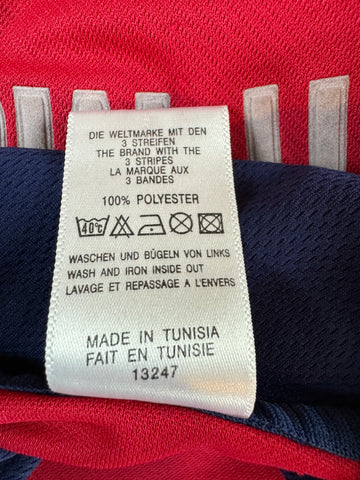 DIE WELTMARKE MIT DEN
3 STREIFEN
THE BRAND WITH THE
3 STRIPES
LA MARQUE AUX
3 BANDES
100% POLYESTER
40°C
WASCHEN UND BÜGELN VON LINKS
WASH AND IRON INSIDE OUT
LAVAGE ET REPASSAGE A L'ENVERS
MADE IN TUNISIA
FAIT EN TUNISIE
13247